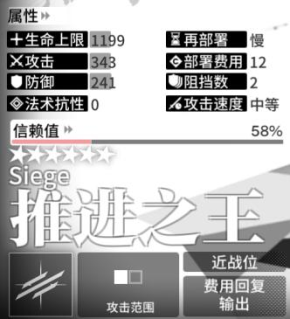 属性
生命上限 1199 再部署 慢
攻击 343 部署费用 12
防御 241 阻挡数 2
法术抗性 0 攻击速度 中等
信赖值 58%
Siege
推进之王
近战位
攻击范围
费用回复
输出